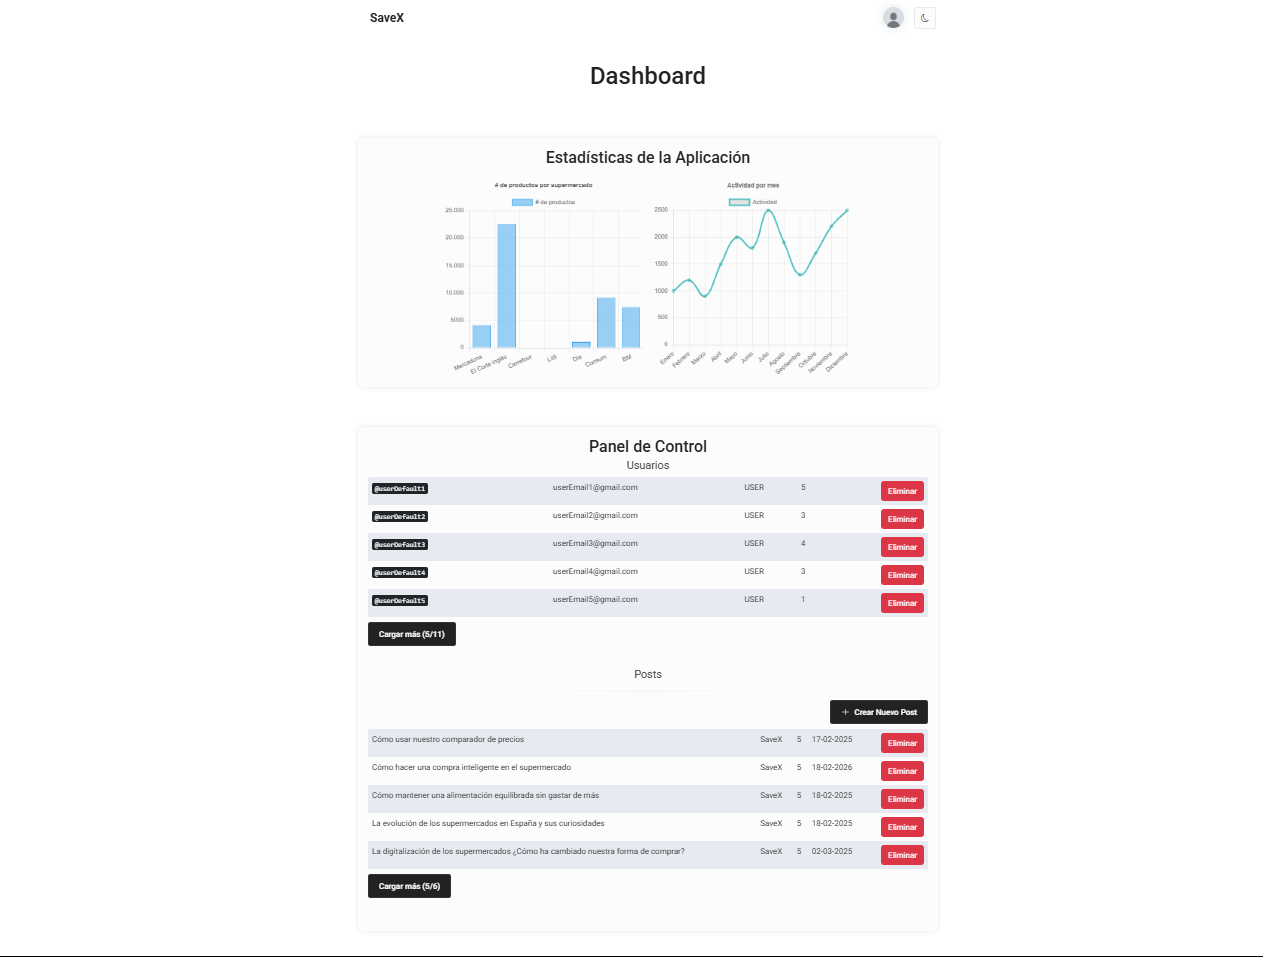 SaveX
Dashboard
Estadísticas de la Aplicación
# de productos por supermercado
# de productos
25.000
20.000
15.000
10.000
5000
0
Mercadona
El Corte Inglés
Carrefour
Lidl
Dia
Consum
BM
Actividad por mes
Actividad
2500
2000
1500
1000
500
0
Enero
Febrero
Marzo
Abril
Mayo
Junio
Julio
Agosto
Septiembre
Octubre
Noviembre
Diciembre
Panel de Control
Usuarios
@userDefault1 userEmail1@gmail.com USER 5 Eliminar
@userDefault2 userEmail2@gmail.com USER 3 Eliminar
@userDefault3 userEmail3@gmail.com USER 4 Eliminar
@userDefault4 userEmail4@gmail.com USER 3 Eliminar
@userDefault5 userEmail5@gmail.com USER 1 Eliminar
Cargar más (5/11)
Posts
+ Crear Nuevo Post
Cómo usar nuestro comparador de precios SaveX 5 17-02-2025 Eliminar
Cómo hacer una compra inteligente en el supermercado SaveX 5 18-02-2026 Eliminar
Cómo mantener una alimentación equilibrada sin gastar de más SaveX 5 18-02-2025 Eliminar
La evolución de los supermercados en España y sus curiosidades SaveX 5 18-02-2025 Eliminar
La digitalización de los supermercados ¿Cómo ha cambiado nuestra forma de comprar? SaveX 5 02-03-2025 Eliminar
Cargar más (5/6)